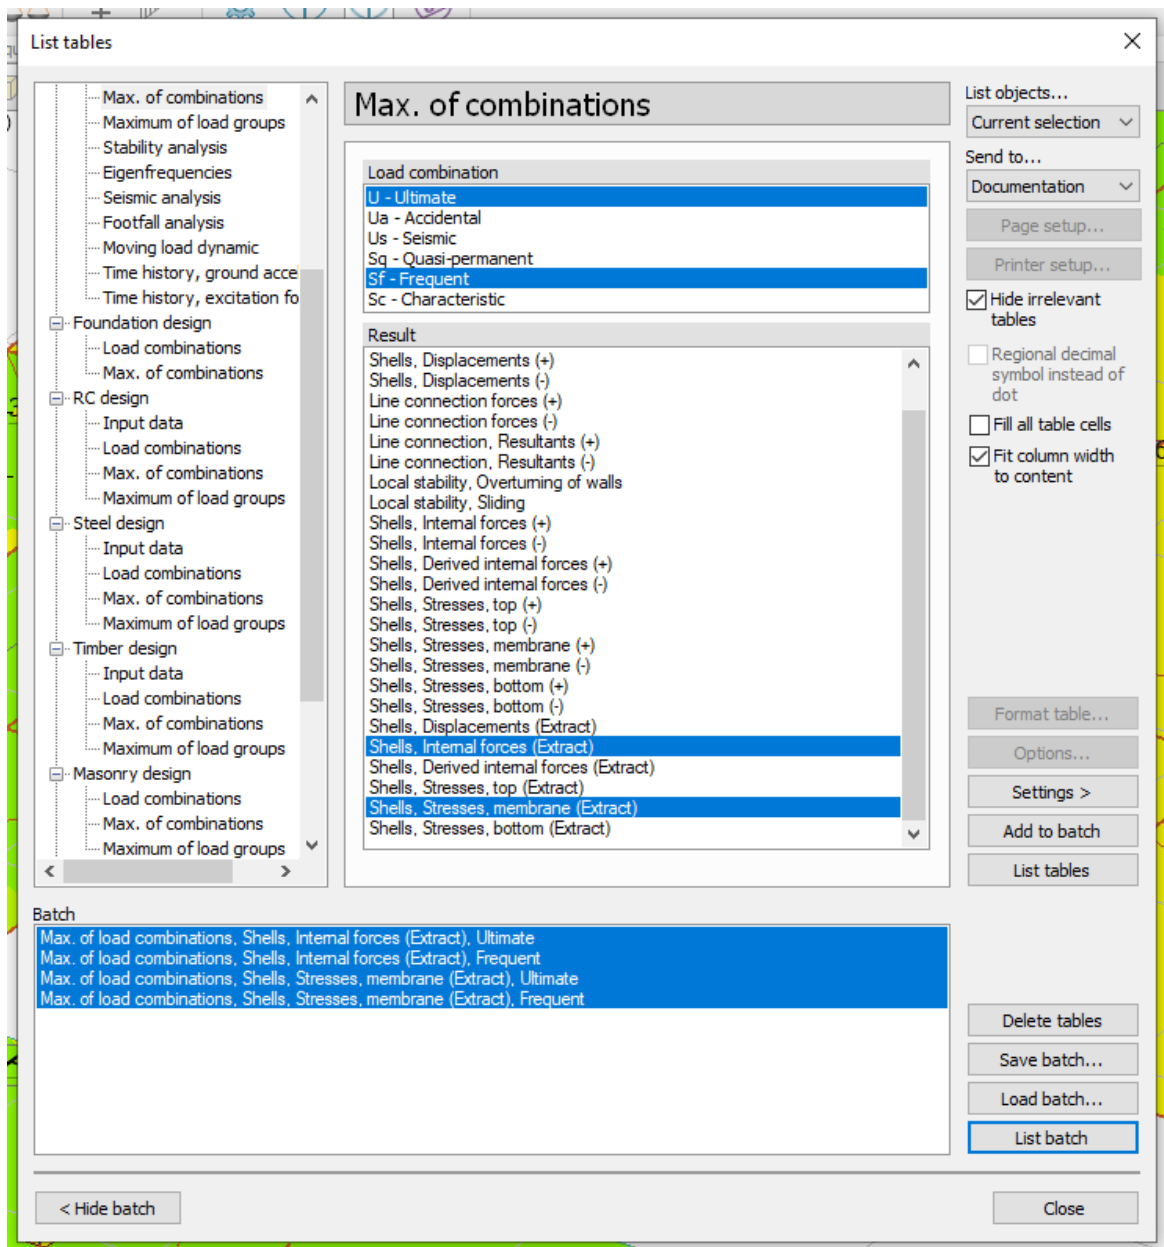 List tables
Max. of combinations
Maximum of load groups
Stability analysis
Eigenfrequencies
Seismic analysis
Footfall analysis
Moving load dynamic
Time history, ground accel
Time history, excitation fo
Foundation design
Load combinations
Max. of combinations
RC design
Input data
Load combinations
Max. of combinations
Maximum of load groups
Steel design
Input data
Load combinations
Max. of combinations
Maximum of load groups
Timber design
Input data
Load combinations
Max. of combinations
Maximum of load groups
Masonry design
Load combinations
Max. of combinations
Maximum of load groups
Max. of combinations
Load combination
U - Ultimate
Ua - Accidental
Us - Seismic
Sq - Quasi-permanent
Sf - Frequent
Sc - Characteristic
Result
Shells, Displacements (+)
Shells, Displacements (-)
Line connection forces (+)
Line connection forces (-)
Line connection, Resultants (+)
Line connection, Resultants (-)
Local stability, Overturning of walls
Local stability, Sliding
Shells, Internal forces (+)
Shells, Internal forces (-)
Shells, Derived internal forces (+)
Shells, Derived internal forces (-)
Shells, Stresses, top (+)
Shells, Stresses, top (-)
Shells, Stresses, membrane (+)
Shells, Stresses, membrane (-)
Shells, Stresses, bottom (+)
Shells, Stresses, bottom (-)
Shells, Displacements (Extract)
Shells, Internal forces (Extract)
Shells, Derived internal forces (Extract)
Shells, Stresses, top (Extract)
Shells, Stresses, membrane (Extract)
Shells, Stresses, bottom (Extract)
List objects...
Current selection
Send to...
Documentation
Page setup...
Printer setup...
Hide irrelevant
tables
Regional decimal
symbol instead of
dot
Fill all table cells
Fit column width
to content
Format table...
Options...
Settings >
Add to batch
List tables
Batch
Max. of load combinations, Shells, Internal forces (Extract), Ultimate
Max. of load combinations, Shells, Internal forces (Extract), Frequent
Max. of load combinations, Shells, Stresses, membrane (Extract), Ultimate
Max. of load combinations, Shells, Stresses, membrane (Extract), Frequent
Delete tables
Save batch...
Load batch...
List batch
< Hide batch
Close